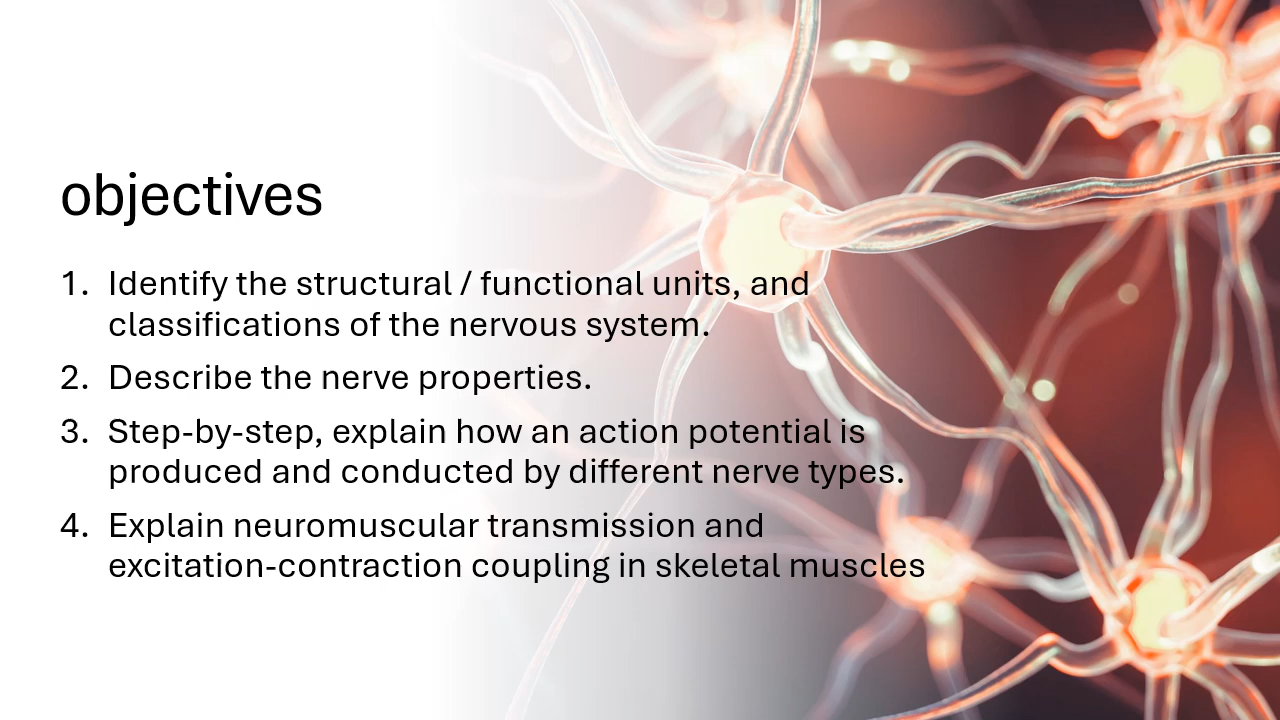 objectives
1. Identify the structural / functional units, and
classifications of the nervous system.
2. Describe the nerve properties.
3. Step-by-step, explain how an action potential is
produced and conducted by different nerve types.
4. Explain neuromuscular transmission and
excitation-contraction coupling in skeletal muscles